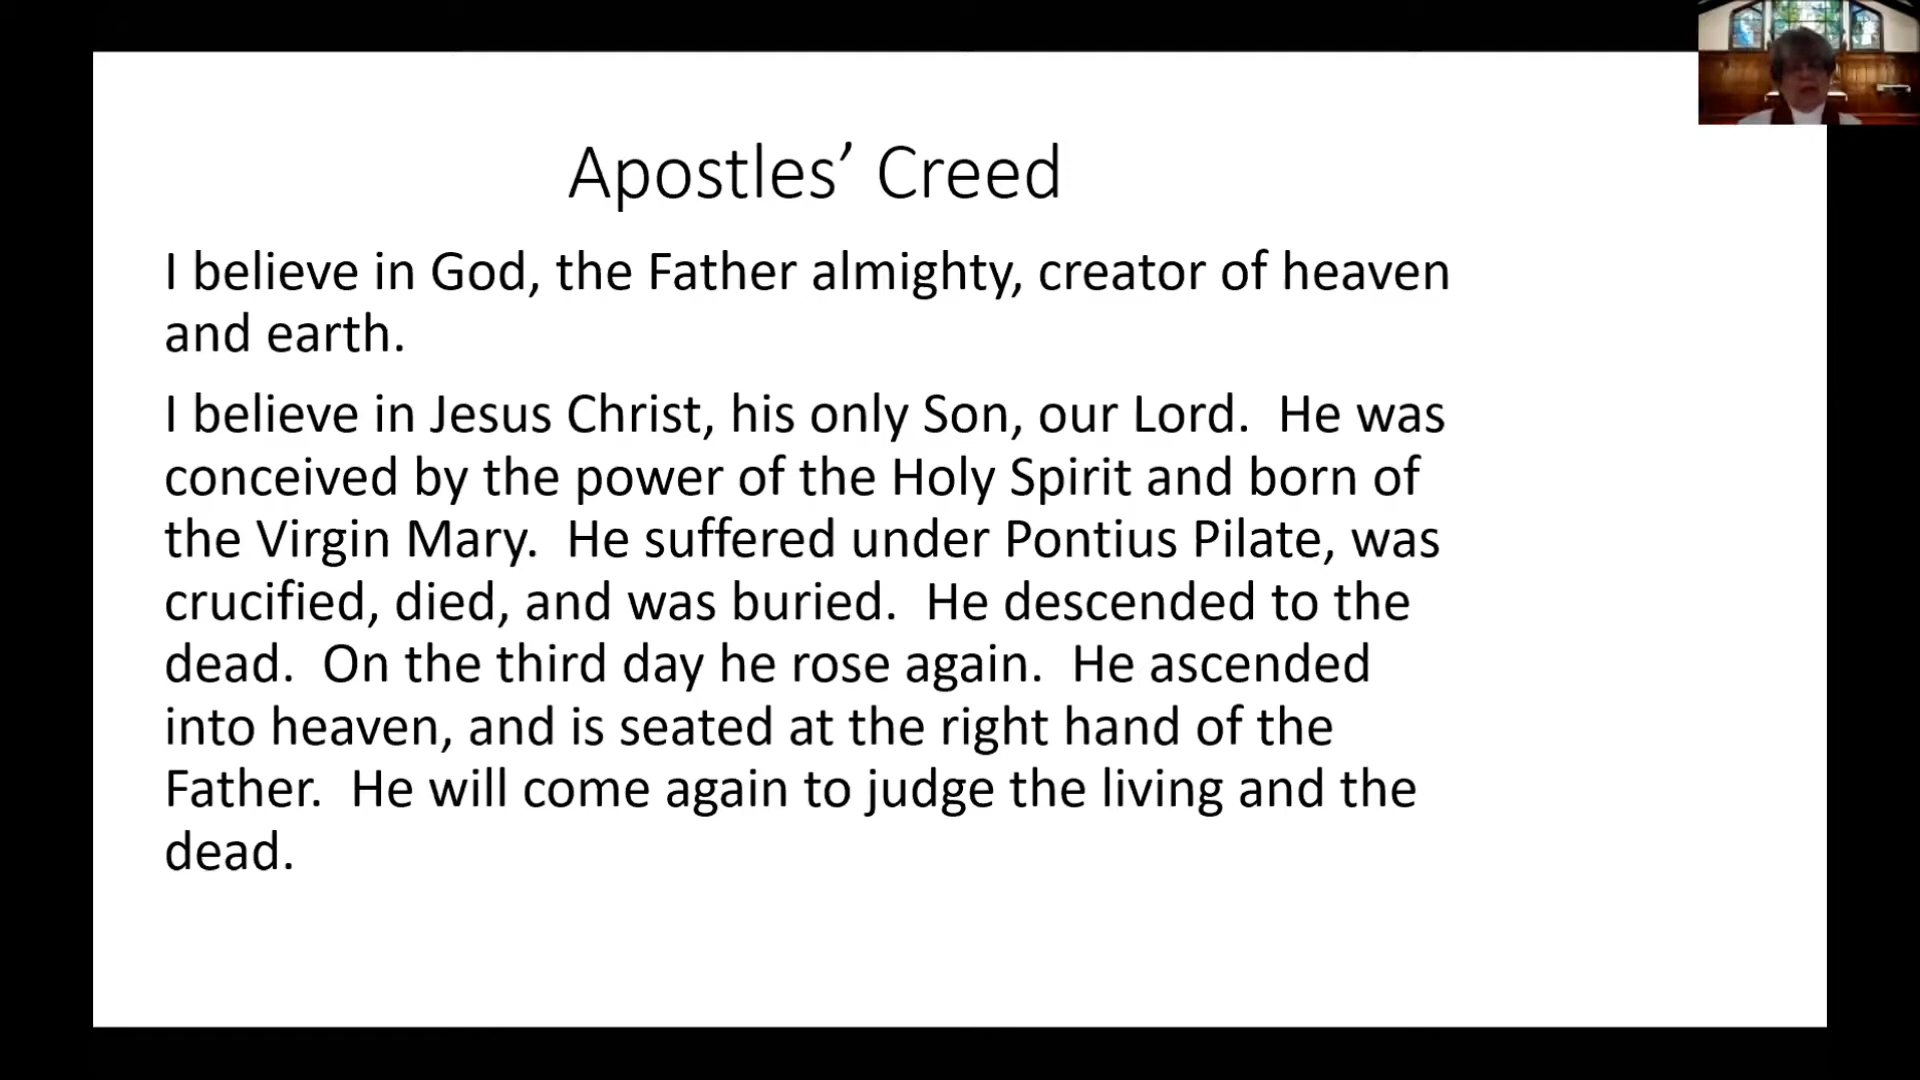 Apostles’ Creed
I believe in God, the Father almighty, creator of heaven
and earth.
I believe in Jesus Christ, his only Son, our Lord.  He was
conceived by the power of the Holy Spirit and born of
the Virgin Mary.  He suffered under Pontius Pilate, was
crucified, died, and was buried.  He descended to the
dead.  On the third day he rose again.  He ascended
into heaven, and is seated at the right hand of the
Father.  He will come again to judge the living and the
dead.